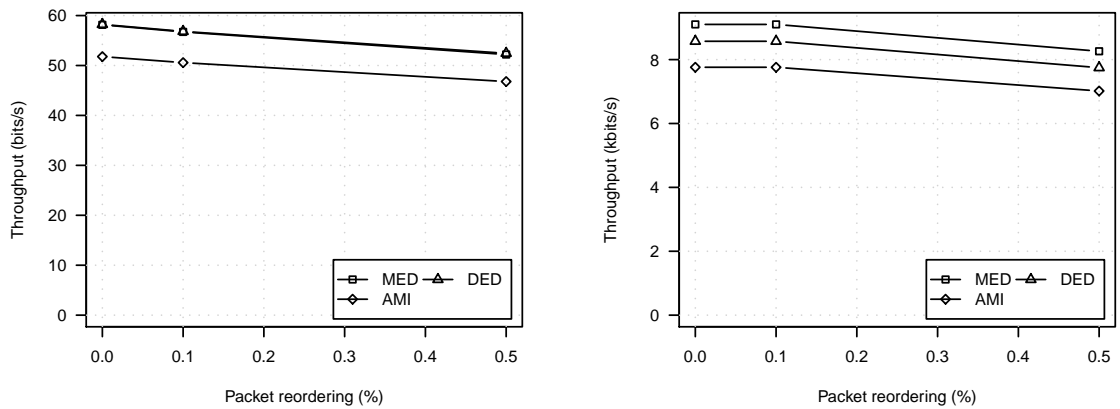 60
50
40
30
20
10
0
Throughput (bits/s)
MED DED
AMI
0.0 0.1 0.2 0.3 0.4 0.5
Packet reordering (%)
8
6
4
2
0
Throughput (kbits/s)
MED DED
AMI
0.0 0.1 0.2 0.3 0.4 0.5
Packet reordering (%)